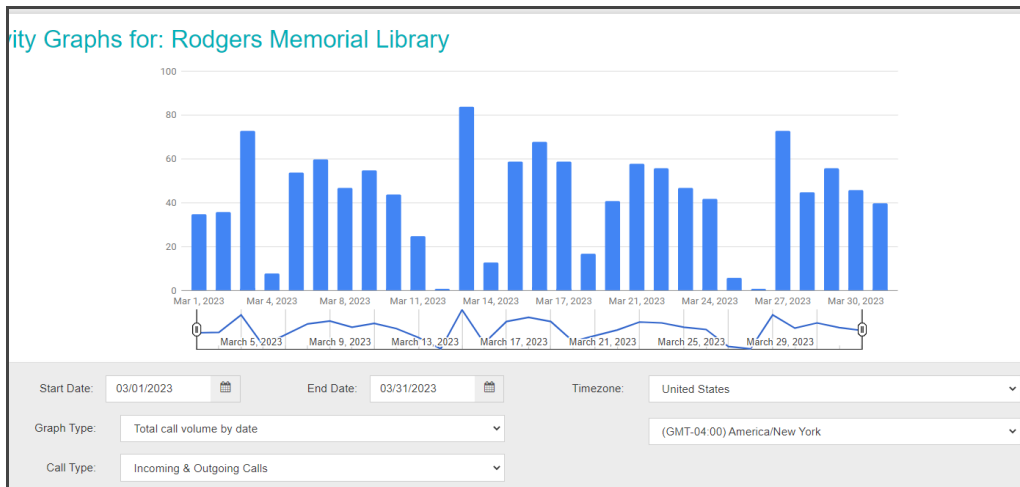 ity Graphs for: Rodgers Memorial Library
100
80
60
40
20
0
Mar 1, 2023 Mar 4, 2023 Mar 8, 2023 Mar 11, 2023 Mar 14, 2023 Mar 17, 2023 Mar 21, 2023 Mar 24, 2023 Mar 27, 2023 Mar 30, 2023
March 5, 2023 March 9, 2023 March 13, 2023 March 17, 2023 March 21, 2023 March 25, 2023 March 29, 2023
Start Date: 03/01/2023 End Date: 03/31/2023 Timezone: United States
Graph Type: Total call volume by date (GMT-04:00) America/New York
Call Type: Incoming & Outgoing Calls